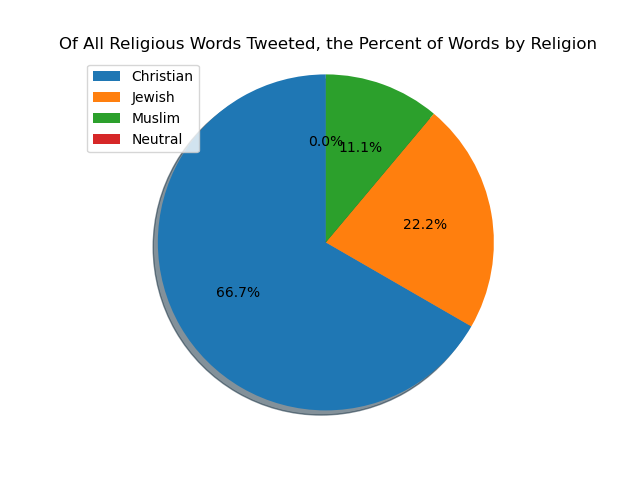 Of All Religious Words Tweeted, the Percent of Words by Religion
Christian
Jewish
Muslim
Neutral
0.0%
11.1%
22.2%
66.7%